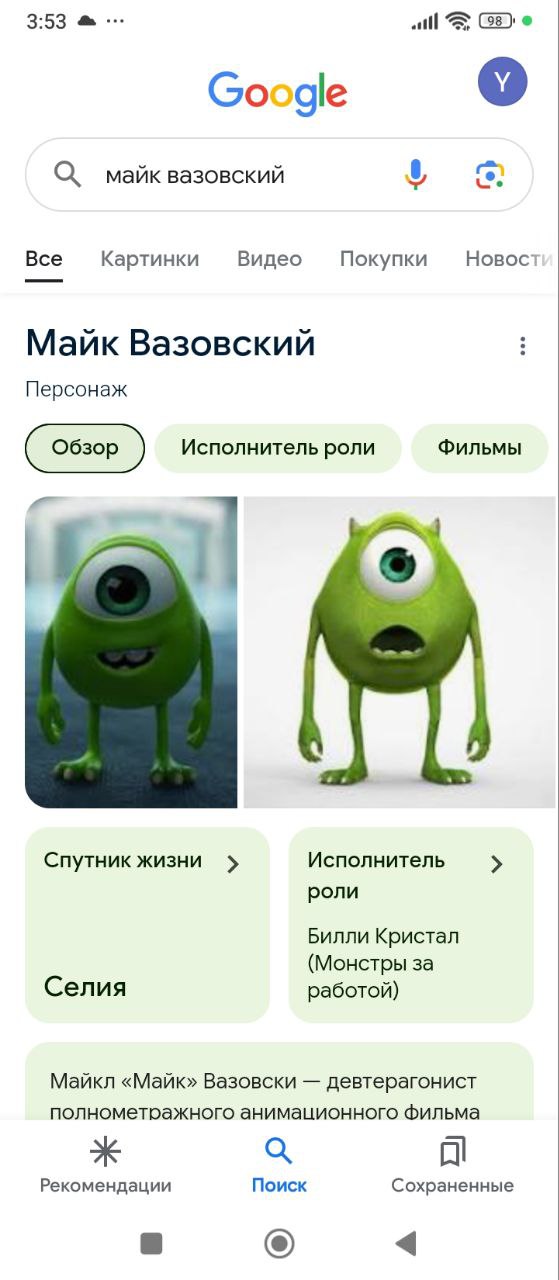 3:53
98
Google
Y
майк вазовский
Все Картинки Видео Покупки Новости
Майк Вазовский
Персонаж
Обзор Исполнитель роли Фильмы
Спутник жизни
Селия
Исполнитель
роли
Билли Кристал
(Монстры за
работой)
Майкл «Майк» Вазовски — девтерагонист
полнометражного анимационного фильма
Рекомендации Поиск Сохраненные